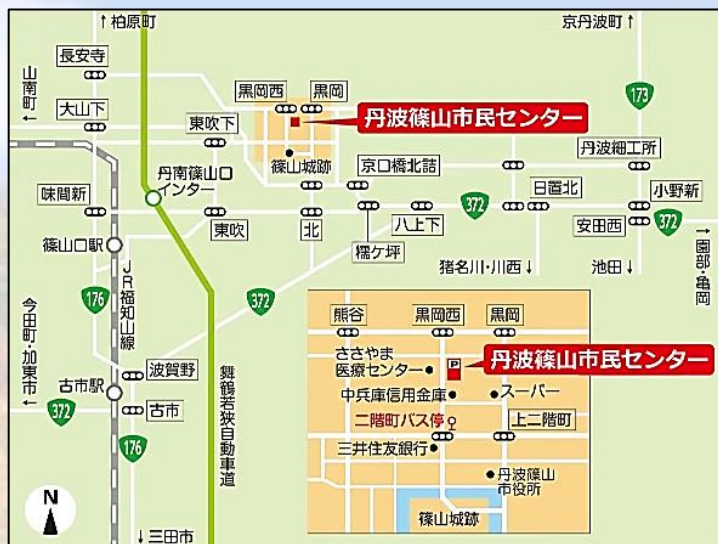 ↑柏原町
京丹波町↑
長安寺
山南町↓
黒岡西
黒岡
173
大山下
東吹下
丹波篠山市民センター
篠山城跡
京口橋北詰
丹波細工所
丹南篠山口
インター
味間新
日置北
小野新
372
東吹
北
八上下
安田西
372
篠山口駅
糯ケ坪
猪名川・川西↓
池田↓
→園部・亀岡
JR福知山線
176
372
今田町・加東市↓
舞鶴若狭自動車道
波賀野
古市駅
372
古市
176
N
↓三田市
熊谷
黒岡西
黒岡
ささやま
医療センター
P
丹波篠山市民センター
中兵庫信用金庫
スーパー
二階町バス停
上二階町
三井住友銀行
丹波篠山
市役所
篠山城跡